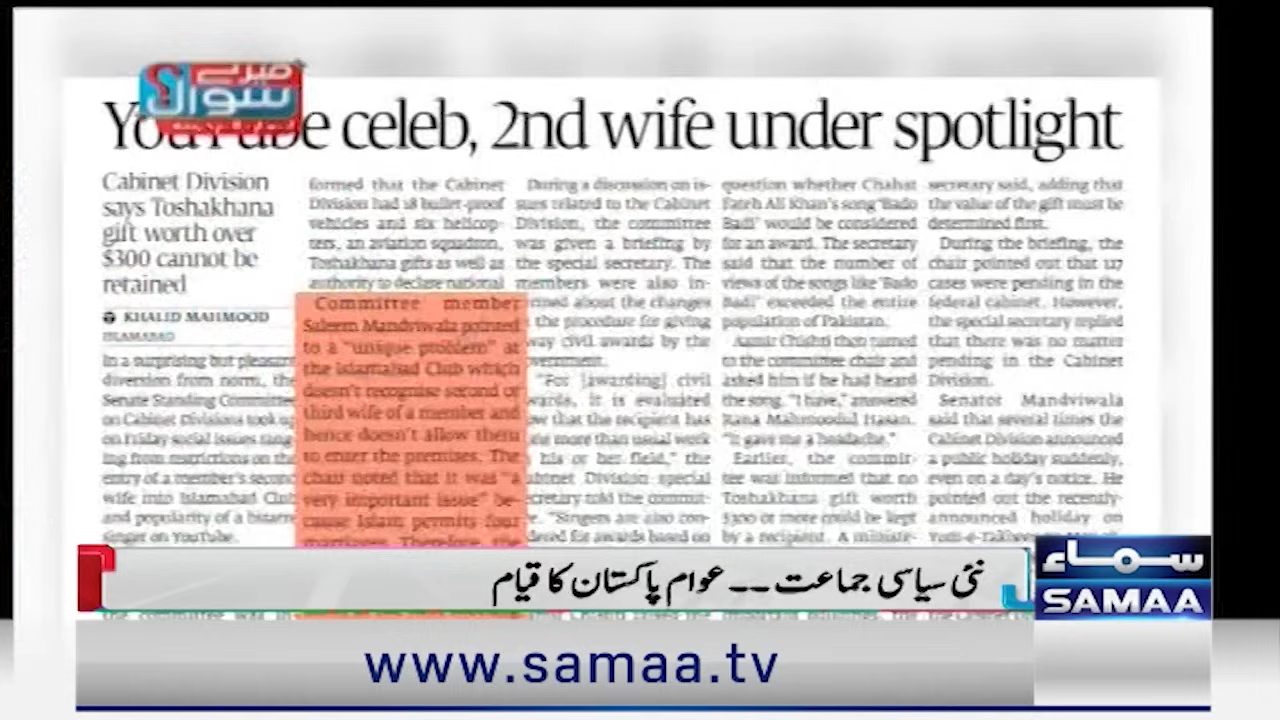 میرے
سوال
YouTube celeb, 2nd wife under spotlight
Cabinet Division
says Toshakhana
gift worth over
$300 cannot be
retained
KHALID MAHMOOD
ISLAMABAD
In a surprising but pleasant
diversion from norm, the
Senate Standing Committee
on Cabinet Divisions took up
on Friday social issues rang-
ing from restrictions on the
entry of a member's second
wife into Islamabad Club
and popularity of a bizarre
singer on YouTube.
formed that the Cabinet
Division had 18 bullet-proof
vehicles and six helicop-
ters, an aviation squadron,
Toshakhana gifts as well as
authority to declare national
Committee member
Saleem Mandviwala pointed
to a "unique problem" at
the Islamabad Club which
doesn't recognise second or
third wife of a member and
hence doesn't allow them
to enter the premises. The
chair noted that it was "a
very important issue" be-
cause Islam permits four
marriages. Therefore, the
During a discussion on is-
sues related to the Cabinet
Division, the committee
was given a briefing by
the special secretary. The
members were also in-
rmed about the changes
the procedure for giving
way civil awards by the
vernment.
"For [awarding] civil
wards, it is evaluated
ow that the recipient has
ne more than usual work
his or her field," the
abinet Division special
cretary told the commit-
e. "Singers are also con-
dered for awards based on
question whether Chahat
Fateh Ali Khan's song 'Bado
Badi' would be considered
for an award. The secretary
said that the number of
views of the songs like 'Bado
Badi' exceeded the entire
population of Pakistan.
Aamir Chishti then turned
to the committee chair and
asked him if he had heard
the song. "I have," answered
Rana Mahmoodul Hasan.
"It gave me a headache."
Earlier, the commit-
tee was informed that no
Toshakhana gift worth
$300 or more could be kept
by a recipient. A ministe-
secretary said, adding that
the value of the gift must be
determined first.
During the briefing, the
chair pointed out that 117
cases were pending in the
federal cabinet. However,
the special secretary replied
that there was no matter
pending in the Cabinet
Division.
Senator Mandviwala
said that several times the
Cabinet Division announced
a public holiday suddenly,
even on a day's notice. He
pointed out the recently-
announced holiday on
نئی سیاسی جماعت۔۔ عوام پاکستان کا قیام
سماء
SAMAA
www.samaa.tv